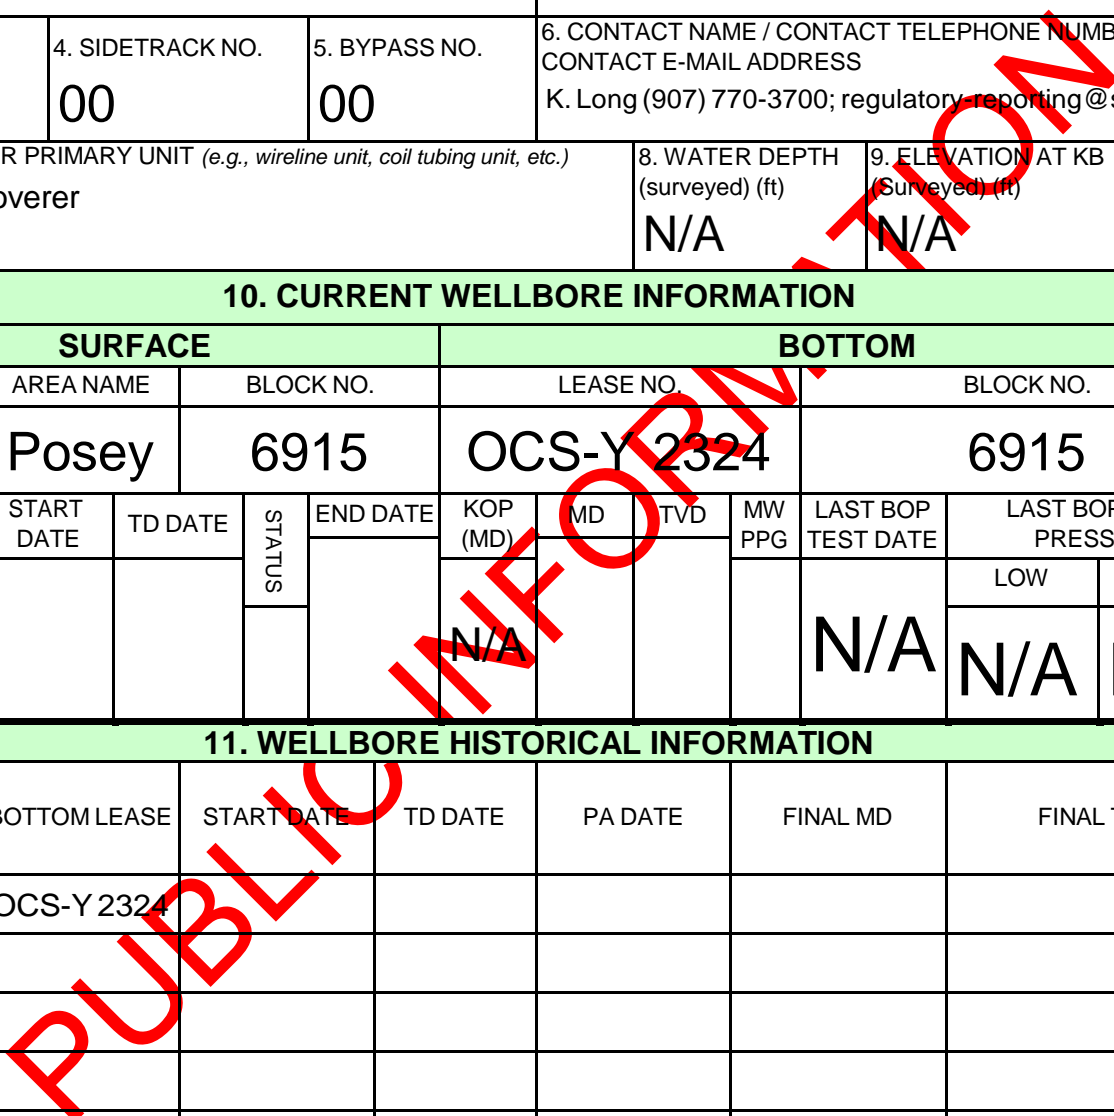 4. SIDETRACK NO.
00
5. BYPASS NO.
00
6. CONTACT NAME / CONTACT TELEPHONE
CONTACT E-MAIL ADDRESS
K. Long (907) 770-3700; regulatory-reporting@
PRIMARY UNIT (e.g., wireline unit, coil tubing unit, etc.)
8. WATER DEPTH
(surveyed) (ft)
N/A
9. ELEVATION AT KB
(Surveyed) (ft)
N/A
10. CURRENT WELLBORE INFORMATION
SURFACE
BOTTOM
AREA NAME
BLOCK NO.
LEASE NO.
BLOCK NO.
Posey
6915
OCS-Y 2324
6915
START
DATE
TD DATE
STATUS
END DATE
KOP
(MD)
MD
TVD
MW
PPG
LAST BOP
TEST DATE
LAST
PRESS
LOW
N/A
N/A
N/A
11. WELLBORE HISTORICAL INFORMATION
BOTTOM LEASE
START DATE
TD DATE
PA DATE
FINAL MD
FINAL
OCS-Y 2324
PUBLIC INFORMATION